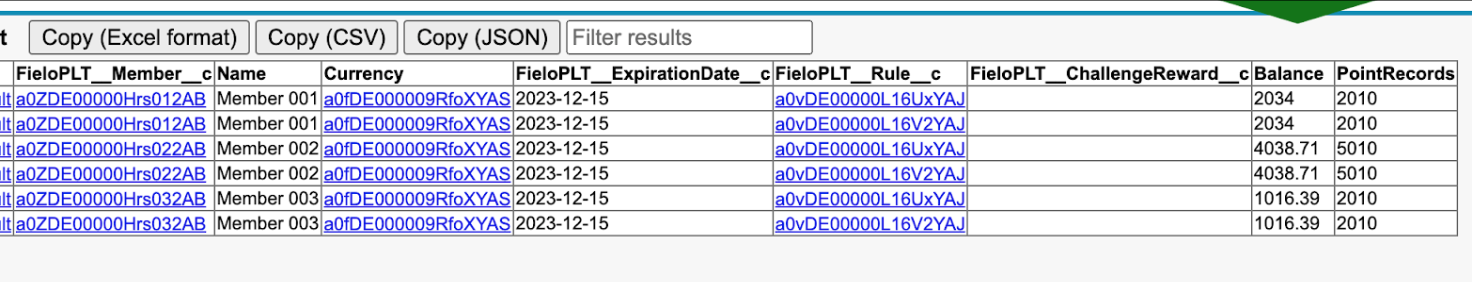 t Copy (Excel format) Copy (CSV) Copy (JSON) Filter results
FieloPLT__Member__c Name Currency FieloPLT__ExpirationDate__c FieloPLT__Rule__c FieloPLT__ChallengeReward__c Balance PointRecords
lt a0ZDE00000Hrs012AB Member 001 a0fDE000009RfoXYAS 2023-12-15 a0vDE00000L16UxYAJ 2034 2010
lt a0ZDE00000Hrs012AB Member 001 a0fDE000009RfoXYAS 2023-12-15 a0vDE00000L16V2YAJ 2034 2010
lt a0ZDE00000Hrs022AB Member 002 a0fDE000009RfoXYAS 2023-12-15 a0vDE00000L16UxYAJ 4038.71 5010
lt a0ZDE00000Hrs022AB Member 002 a0fDE000009RfoXYAS 2023-12-15 a0vDE00000L16V2YAJ 4038.71 5010
lt a0ZDE00000Hrs032AB Member 003 a0fDE000009RfoXYAS 2023-12-15 a0vDE00000L16UxYAJ 1016.39 2010
lt a0ZDE00000Hrs032AB Member 003 a0fDE000009RfoXYAS 2023-12-15 a0vDE00000L16V2YAJ 1016.39 2010